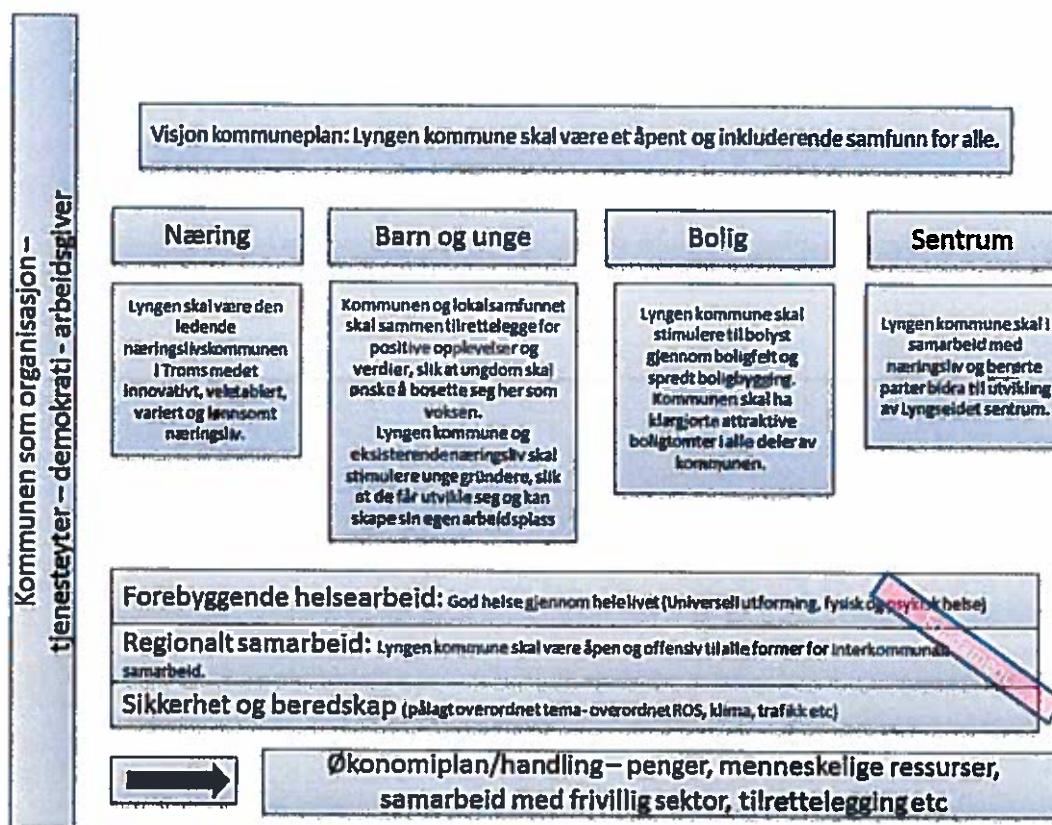 Kommunen som organisasjon –
tjenesteyter – demokrati - arbeidsgiver
Visjon kommuneplan: Lyngen kommune skal være et åpent og inkluderende samfunn for alle.
Næring
Lyngen skal være den
ledende
næringslivskommunen
i Troms med et
innovativt, veletablert,
variert og lønnsomt
næringsliv.
Barn og unge
Kommunen og lokalsamfunnet
skal sammen tilrettelegge for
positive opplevelser og
verdier, slik at ungdom skal
ønske å bosette seg her som
voksen.
Lyngen kommune og
eksisterende næringsliv skal
stimulere unge gründere, slik
at de får utvikle seg og kan
skape sin egen arbeidsplass
Bolig
Lyngen kommune skal
stimulere til bolyst
gjennom boligfelt og
spredt boligbygging.
Kommunen skal ha
klargjorte attraktive
boligtomter i alle deler av
kommunen.
Sentrum
Lyngen kommune skal i
samarbeid med
næringsliv og berørte
parter bidra til utvikling
av Lyngseidet sentrum.
Forebyggende helsearbeid: God helse gjennom hele livet (Universell utforming, fysisk og psykisk helse)
Regionalt samarbeid: Lyngen kommune skal være åpen og offensiv til alle former for interkommunalt
samarbeid.
Sikkerhet og beredskap (pålagt overordnet tema- overordnet ROS, klima, trafikk etc)
Økonomiplan/handling – penger, menneskelige ressurser,
samarbeid med frivillig sektor, tilrettelegging etc